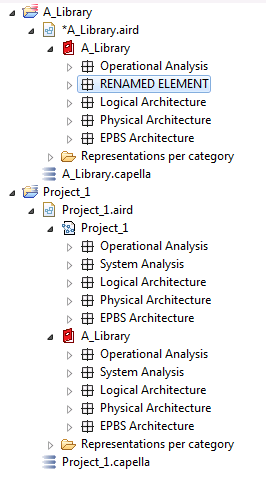 A_Library
*A_Library.aird
A_Library
Operational Analysis
RENAMED ELEMENT
Logical Architecture
Physical Architecture
EPBS Architecture
Representations per category
A_Library.capella
Project_1
Project_1.aird
Project_1
Operational Analysis
System Analysis
Logical Architecture
Physical Architecture
EPBS Architecture
A_Library
Operational Analysis
System Analysis
Logical Architecture
Physical Architecture
EPBS Architecture
Representations per category
Project_1.capella